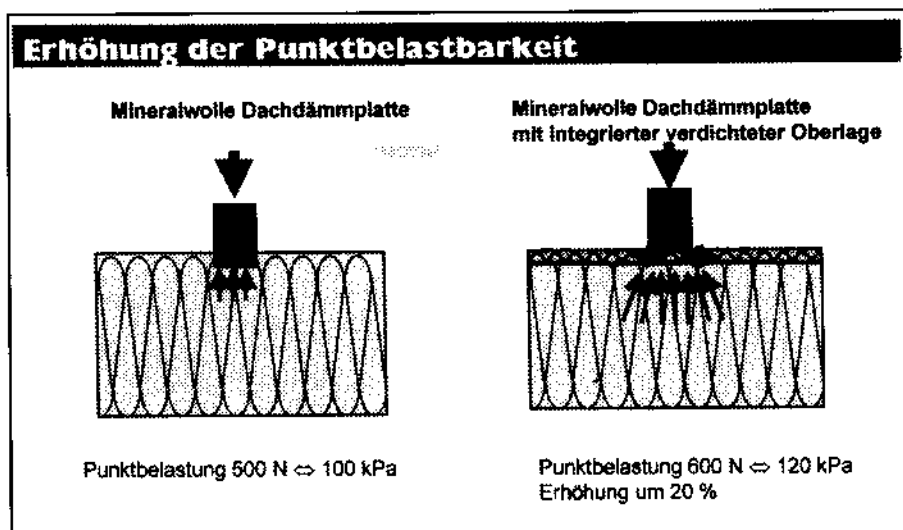 Erhöhung der Punktbelastbarkeit
Mineralwolle Dachdämmplatte
Mineralwolle Dachdämmplatte
mit integrierter verdichteter Oberlage
Punktbelastung 500 N ⇔ 100 kPa
Punktbelastung 600 N ⇔ 120 kPa
Erhöhung um 20 %